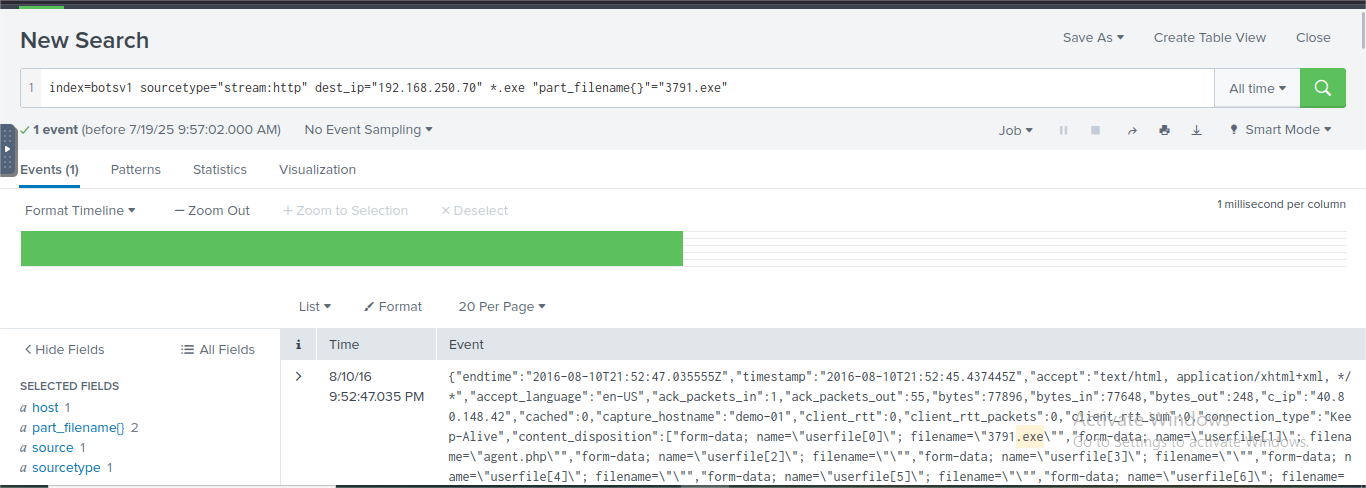 New Search
Save As
Create Table View
Close
1 index=botsv1 sourcetype="stream:http" dest_ip="192.168.250.70" *.exe "part_filename{}"="3791.exe"
All time
✓ 1 event (before 7/19/25 9:57:02.000 AM)
No Event Sampling
Job
Smart Mode
Events (1)
Patterns
Statistics
Visualization
Format Timeline
— Zoom Out
+ Zoom to Selection
× Deselect
1 millisecond per column
List
Format
20 Per Page
< Hide Fields
All Fields
i
Time
Event
SELECTED FIELDS
a host 1
a part_filename{} 2
a source 1
a sourcetype 1
>
8/10/16
9:52:47.035 PM
{"endtime":"2016-08-10T21:52:47.035555Z","timestamp":"2016-08-10T21:52:45.437445Z","accept":"text/html, application/xhtml+xml, */
*","accept_language":"en-US","ack_packets_in":1,"ack_packets_out":55,"bytes":77896,"bytes_in":77648,"bytes_out":248,"c_ip":"40.8
0.148.42","cached":0,"capture_hostname":"demo-01","client_rtt":0,"client_rtt_packets":0,"client_rtt_sum":0,"connection_type":"Kee
p-Alive","content_disposition":["form-data; name=\"userfile[0]\"; filename=\"3791.exe\"","form-data; name=\"userfile[1]\"; filena
me=\"agent.php\"","form-data; name=\"userfile[2]\"; filename=\"\"","form-data; name=\"userfile[3]\"; filename=\"\"","form-data; n
ame=\"userfile[4]\"; filename=\"\"","form-data; name=\"userfile[5]\"; filename=\"\"","form-data; name=\"userfile[6]\"; filename=
Activate Windows
Go to Settings to activate Windows.